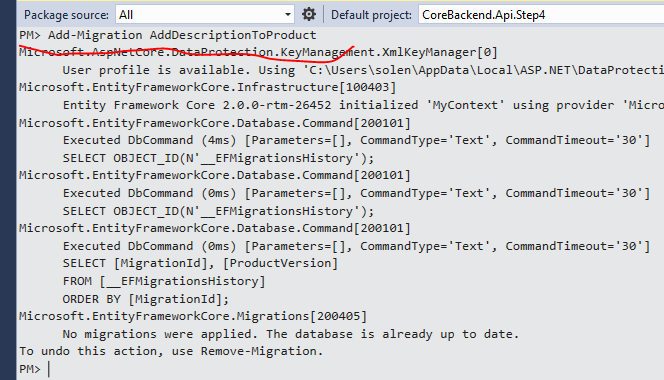 Package source: All Default project: CoreBackend.Api.Step4
PM> Add-Migration AddDescriptionToProduct
Microsoft.AspNetCore.DataProtection.KeyManagement.XmlKeyManager[0]
User profile is available. Using 'C:\Users\solen\AppData\Local\ASP.NET\DataProtecti
Microsoft.EntityFrameworkCore.Infrastructure[100403]
Entity Framework Core 2.0.0-rtm-26452 initialized 'MyContext' using provider 'Micro
Microsoft.EntityFrameworkCore.Database.Command[200101]
Executed DbCommand (4ms) [Parameters=[], CommandType='Text', CommandTimeout='30']
SELECT OBJECT_ID(N'__EFMigrationsHistory');
Microsoft.EntityFrameworkCore.Database.Command[200101]
Executed DbCommand (0ms) [Parameters=[], CommandType='Text', CommandTimeout='30']
SELECT OBJECT_ID(N'__EFMigrationsHistory');
Microsoft.EntityFrameworkCore.Database.Command[200101]
Executed DbCommand (0ms) [Parameters=[], CommandType='Text', CommandTimeout='30']
SELECT [MigrationId], [ProductVersion]
FROM [__EFMigrationsHistory]
ORDER BY [MigrationId];
Microsoft.EntityFrameworkCore.Migrations[200405]
No migrations were applied. The database is already up to date.
To undo this action, use Remove-Migration.
PM>